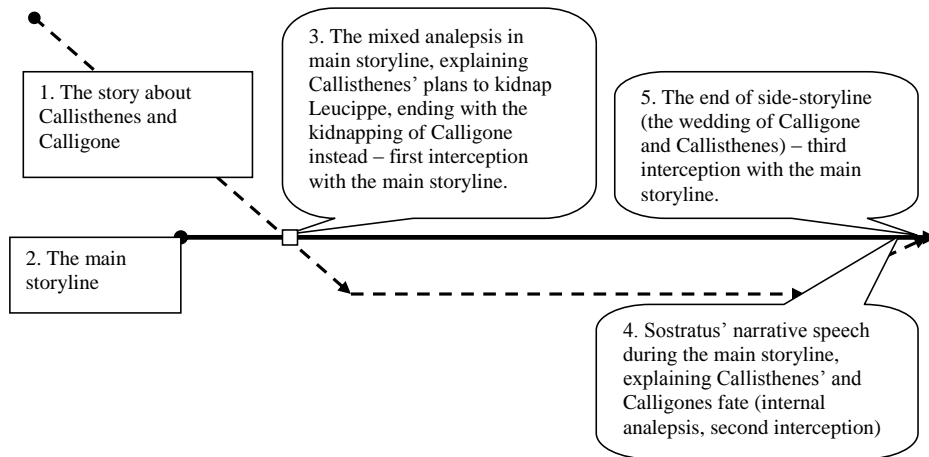 1. The story about
Callisthenes and
Calligone
2. The main
storyline
3. The mixed analepsis in
main storyline, explaining
Callisthenes’ plans to kidnap
Leucippe, ending with the
kidnapping of Calligone
instead – first interception
with the main storyline.
4. Sostratus’ narrative speech
during the main storyline,
explaining Callisthenes’ and
Calligones fate (internal
analepsis, second interception)
5. The end of side-storyline
(the wedding of Calligone
and Callisthenes) – third
interception with the main
storyline.